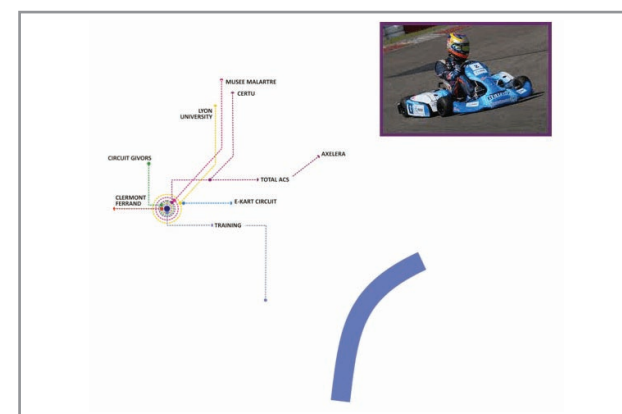 MUSEE MALARTRE
CERTU
LYON
UNIVERSITY
AXELERA
CIRCUIT GIVORS
TOTAL ACS
CLERMONT
FERRAND
E-KART CIRCUIT
TRAINING